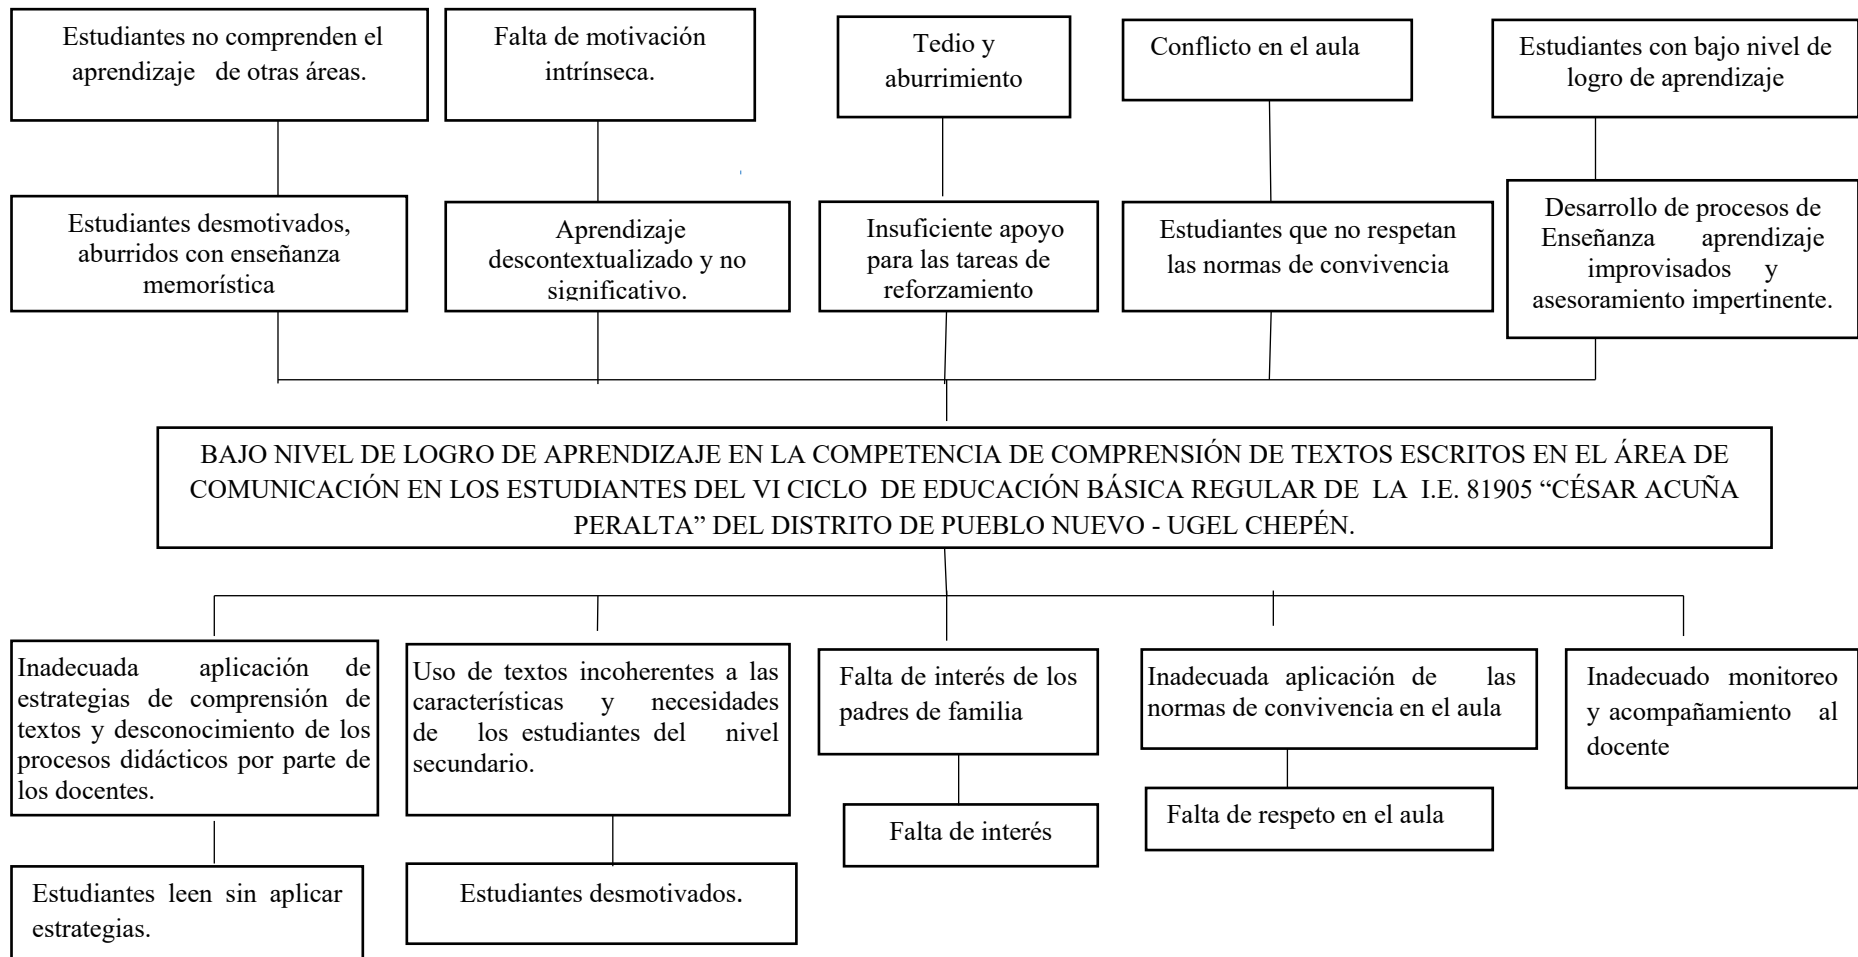 Estudiantes no comprenden el
aprendizaje de otras áreas.
Falta de motivación
intrínseca.
Tedio y
aburrimiento
Conflicto en el aula
Estudiantes con bajo nivel de
logro de aprendizaje
Estudiantes desmotivados,
aburridos con enseñanza
memorística
Aprendizaje
descontextualizado y no
significativo.
Insuficiente apoyo
para las tareas de
reforzamiento
Estudiantes que no respetan
las normas de convivencia
Desarrollo de procesos de
Enseñanza aprendizaje
improvisados y
asesoramiento impertinente.
BAJO NIVEL DE LOGRO DE APRENDIZAJE EN LA COMPETENCIA DE COMPRENSIÓN DE TEXTOS ESCRITOS EN EL ÁREA DE
COMUNICACIÓN EN LOS ESTUDIANTES DEL VI CICLO DE EDUCACIÓN BÁSICA REGULAR DE LA I.E. 81905 “CÉSAR ACUÑA
PERALTA” DEL DISTRITO DE PUEBLO NUEVO - UGEL CHEPÉN.
Inadecuada aplicación de
estrategias de comprensión de
textos y desconocimiento de los
procesos didácticos por parte de
los docentes.
Uso de textos incoherentes a las
características y necesidades
de los estudiantes del nivel
secundario.
Falta de interés de los
padres de familia
Inadecuada aplicación de las
normas de convivencia en el aula
Inadecuado monitoreo
y acompañamiento al
docente
Estudiantes leen sin aplicar
estrategias.
Estudiantes desmotivados.
Falta de interés
Falta de respeto en el aula